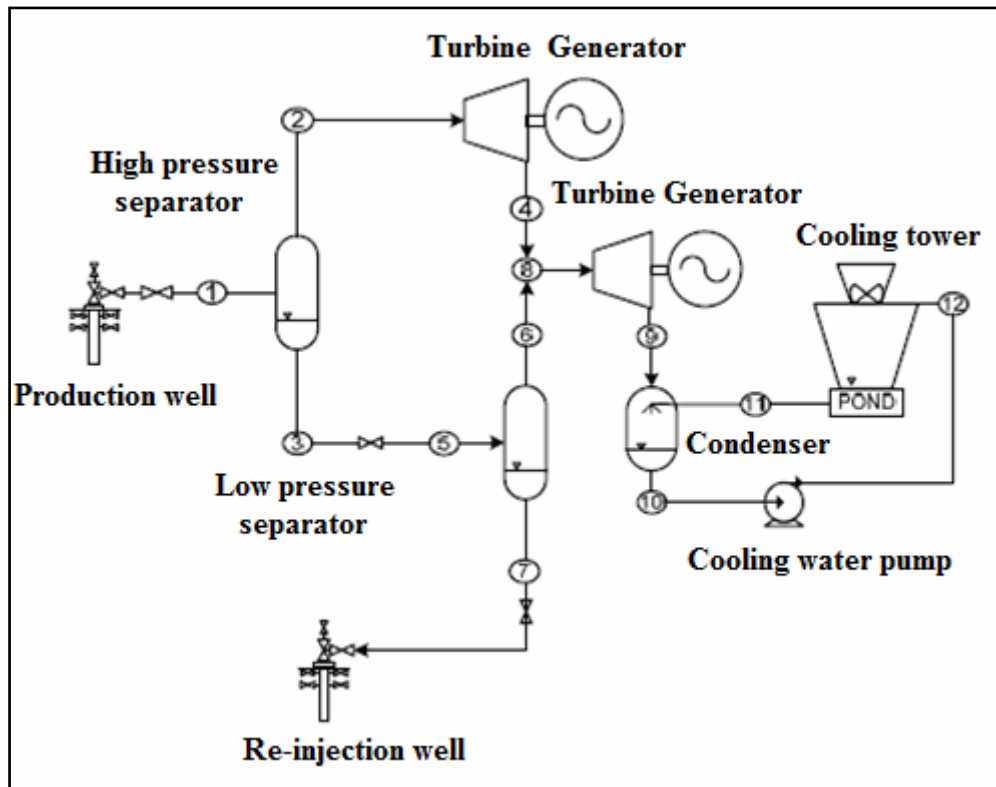 Turbine Generator
2
High pressure
separator
4
Turbine Generator
Cooling tower
8
1
12
6
9
Production well
POND
11
3
5
Condenser
Low pressure
separator
10
7
Cooling water pump
Re-injection well